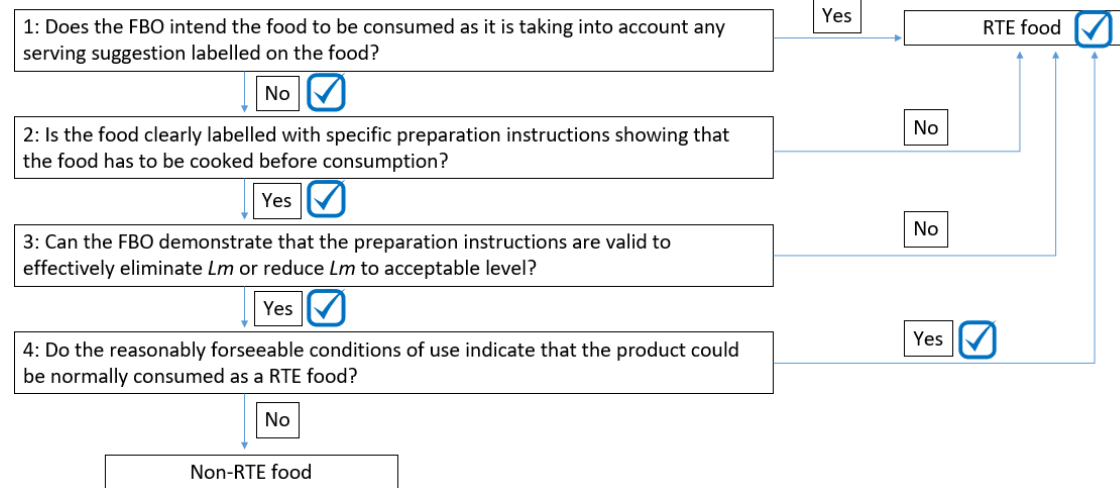 1: Does the FBO intend the food to be consumed as it is taking into account any
serving suggestion labelled on the food?
Yes
RTE food
No
2: Is the food clearly labelled with specific preparation instructions showing that
the food has to be cooked before consumption?
No
Yes
3: Can the FBO demonstrate that the preparation instructions are valid to
effectively eliminate Lm or reduce Lm to acceptable level?
No
Yes
4: Do the reasonably forseeable conditions of use indicate that the product could
be normally consumed as a RTE food?
Yes
No
Non-RTE food